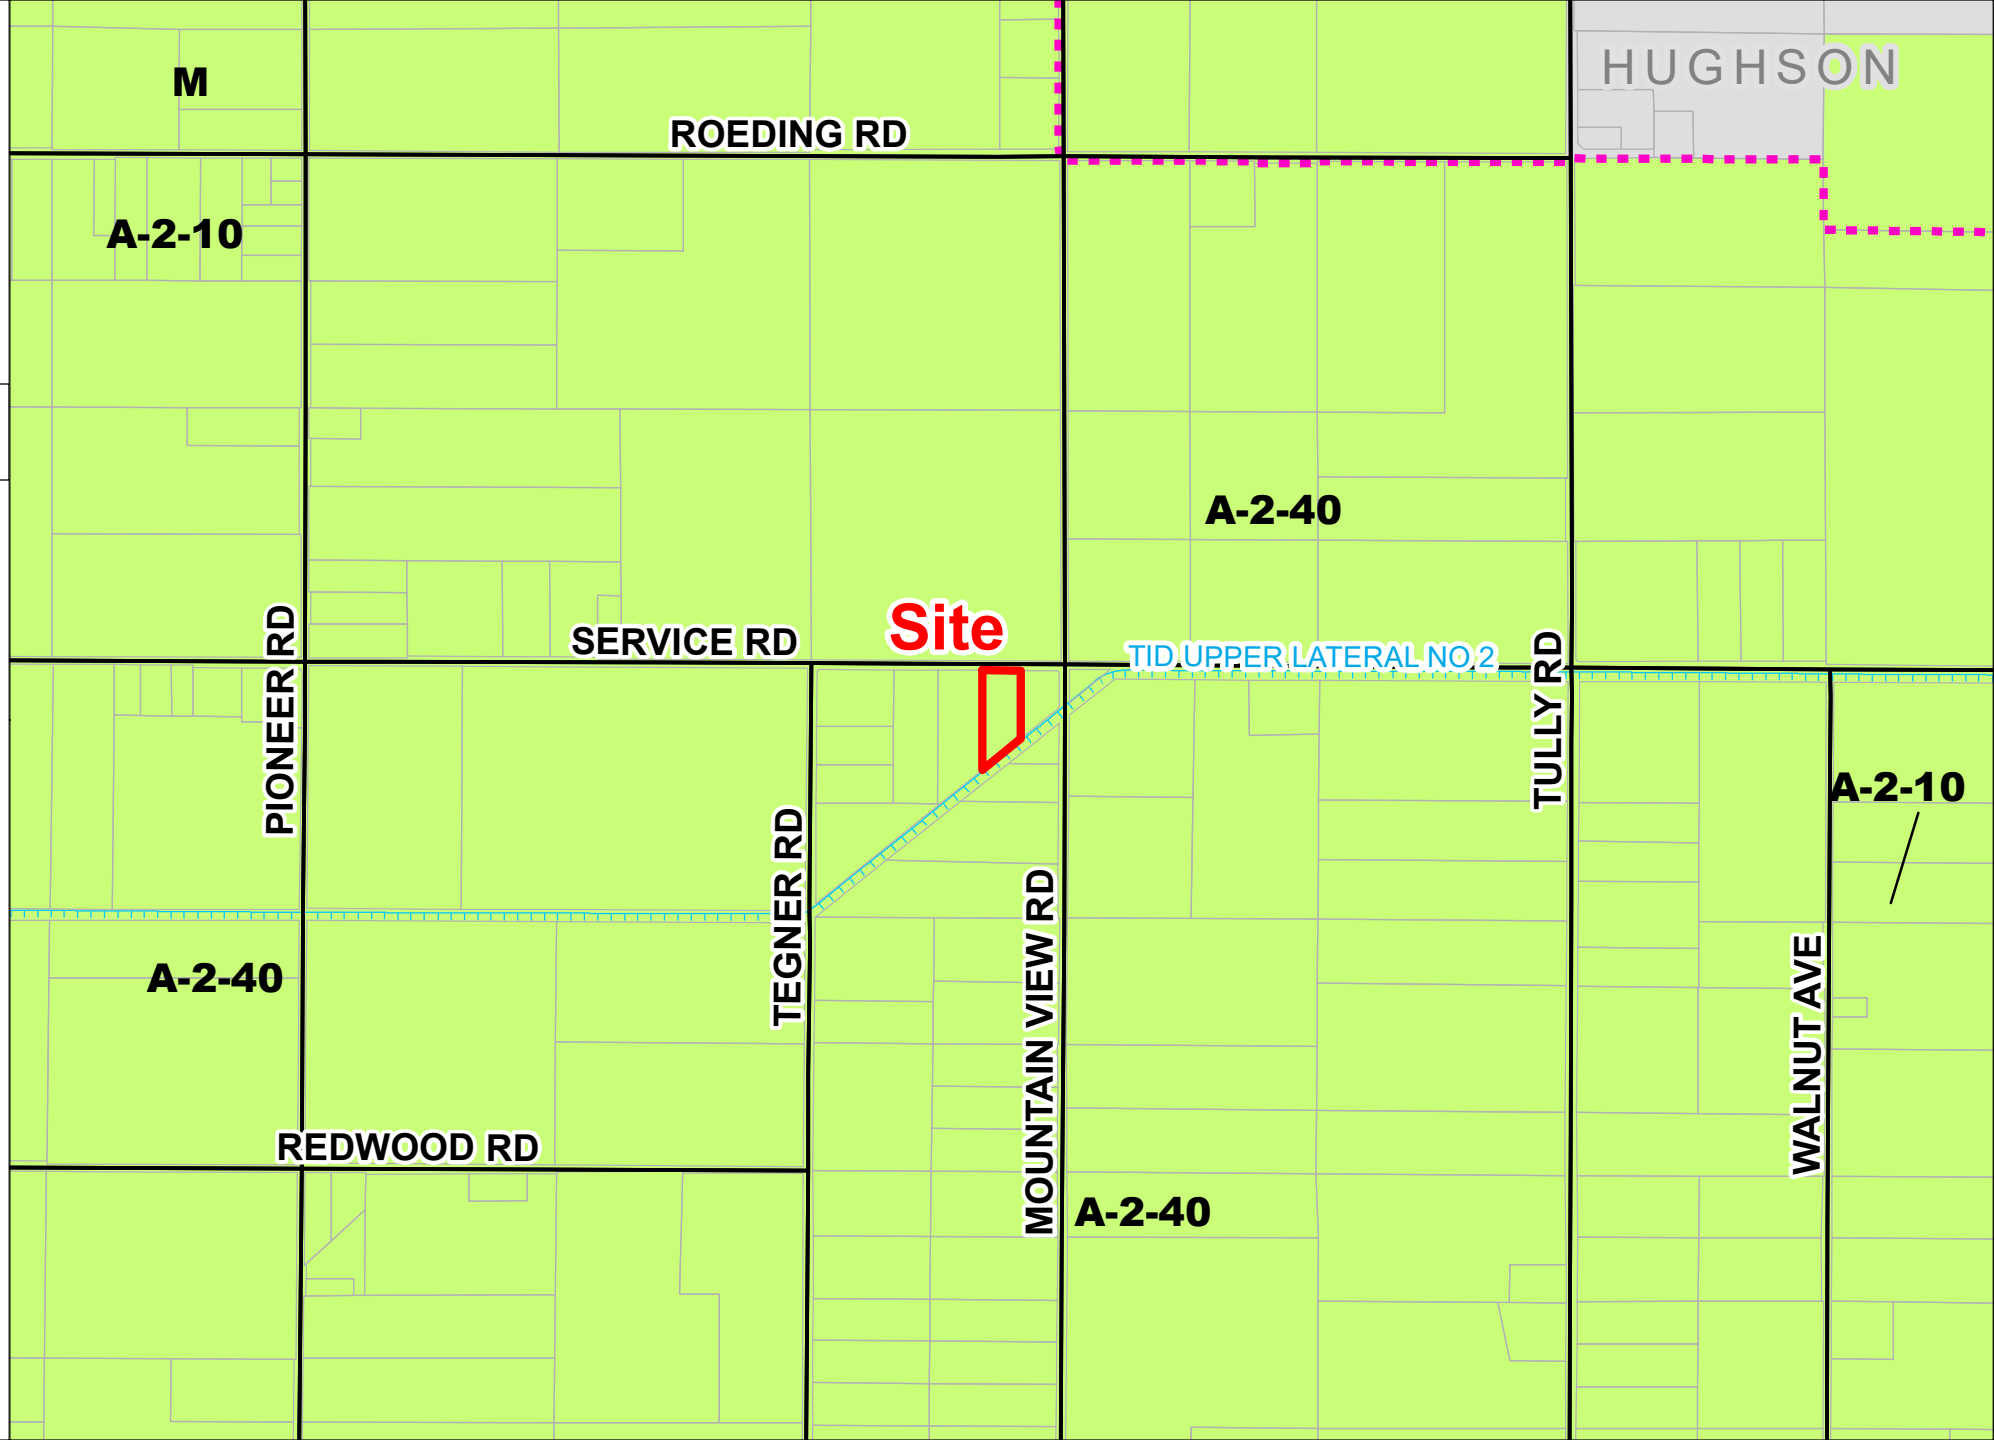 HUGHSON
M
ROEDING RD
A-2-10
A-2-40
Site
SERVICE RD
TID UPPER LATERAL NO 2
PIONEER RD
TULLY RD
A-2-10
TEGNER RD
MOUNTAIN VIEW RD
A-2-40
WALNUT AVE
REDWOOD RD
A-2-40